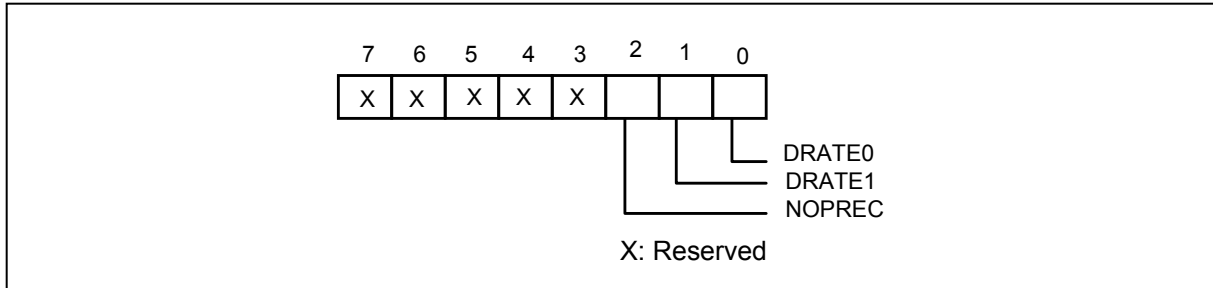 7 6 5 4 3 2 1 0
X X X X X
DRATE0
DRATE1
NOPREC
X: Reserved